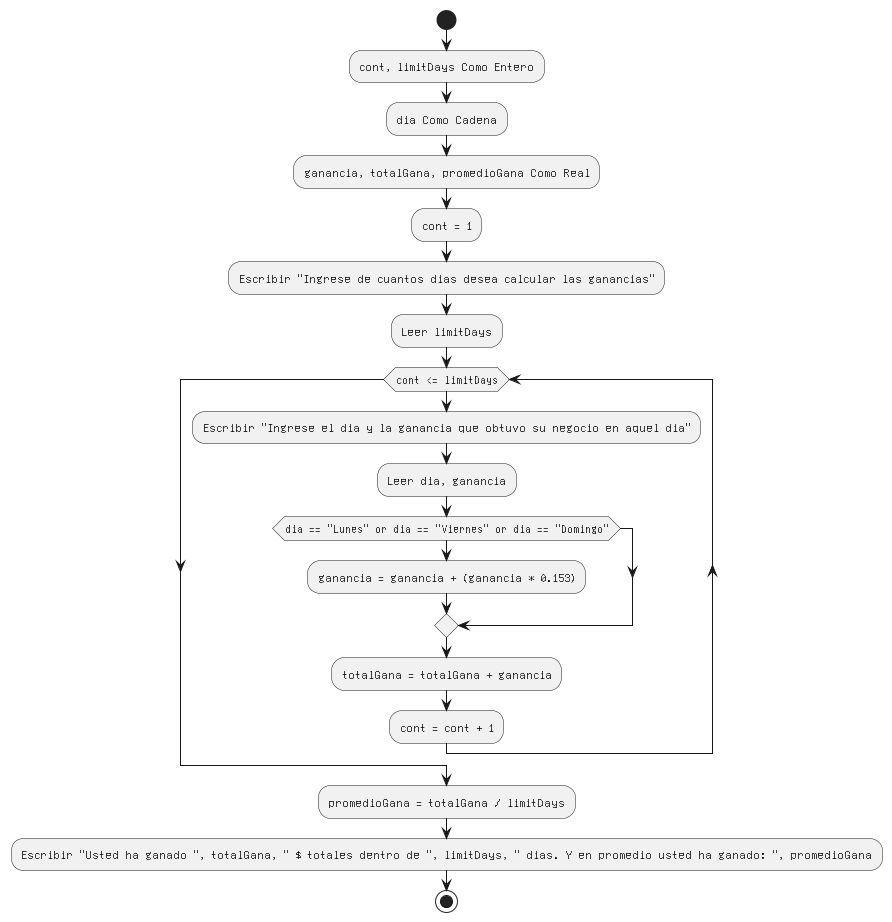 cont, limitDays Como Entero
dia Como Cadena
ganancia, totalGana, promedioGana Como Real
cont = 1
Escribir "Ingrese de cuantos dias desea calcular las ganancias"
Leer limitDays
cont <= limitDays
Escribir "Ingrese el dia y la ganancia que obtuvo su negocio en aquel dia"
Leer dia, ganancia
dia == "Lunes" or dia == "Viernes" or dia == "Domingo"
ganancia = ganancia + (ganancia * 0.153)
totalGana = totalGana + ganancia
cont = cont + 1
promedioGana = totalGana / limitDays
Escribir "Usted ha ganado ", totalGana, " $ totales dentro de ", limitDays, " dias. Y en promedio usted ha ganado: ", promedioGana